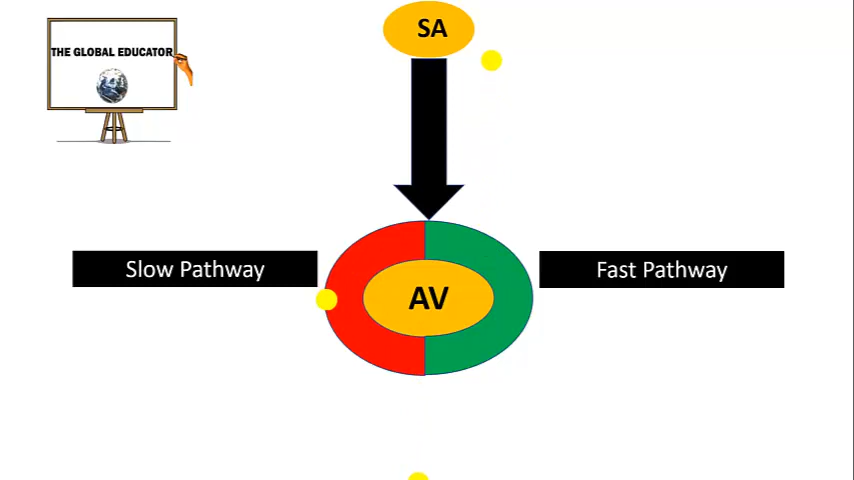 SA
THE GLOBAL EDUCATOR
Slow Pathway
Fast Pathway
AV